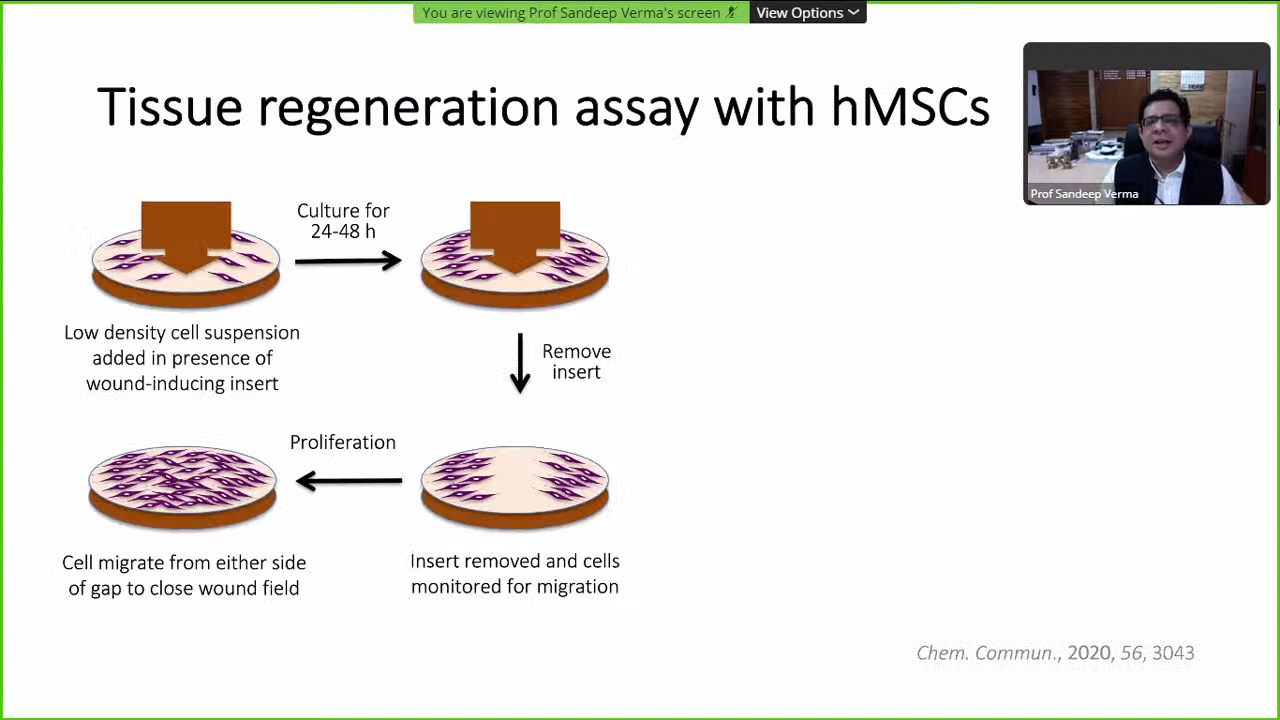 You are viewing Prof Sandeep Verma's screen
View Options
Tissue regeneration assay with hMSCs
Prof Sandeep Verma
Culture for
24-48 h
Low density cell suspension
added in presence of
wound-inducing insert
Remove
insert
Proliferation
Cell migrate from either side
of gap to close wound field
Insert removed and cells
monitored for migration
Chem. Commun., 2020, 56, 3043